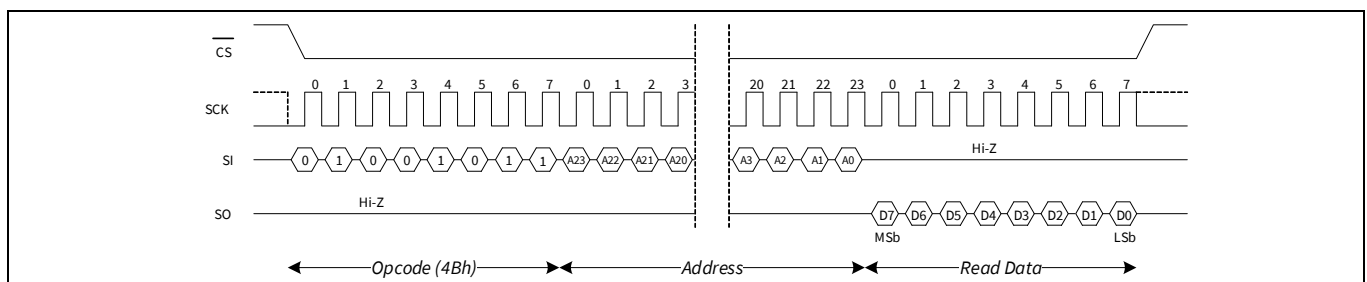 CS
0 1 2 3 4 5 6 7 0 1 2 3 20 21 22 23 0 1 2 3 4 5 6 7
SCK
SI 0 1 0 0 1 0 1 1 A23 A22 A21 A20 A3 A2 A1 A0 Hi-Z
SO Hi-Z D7 D6 D5 D4 D3 D2 D1 D0
MSb LSb
Opcode (4Bh) Address Read Data